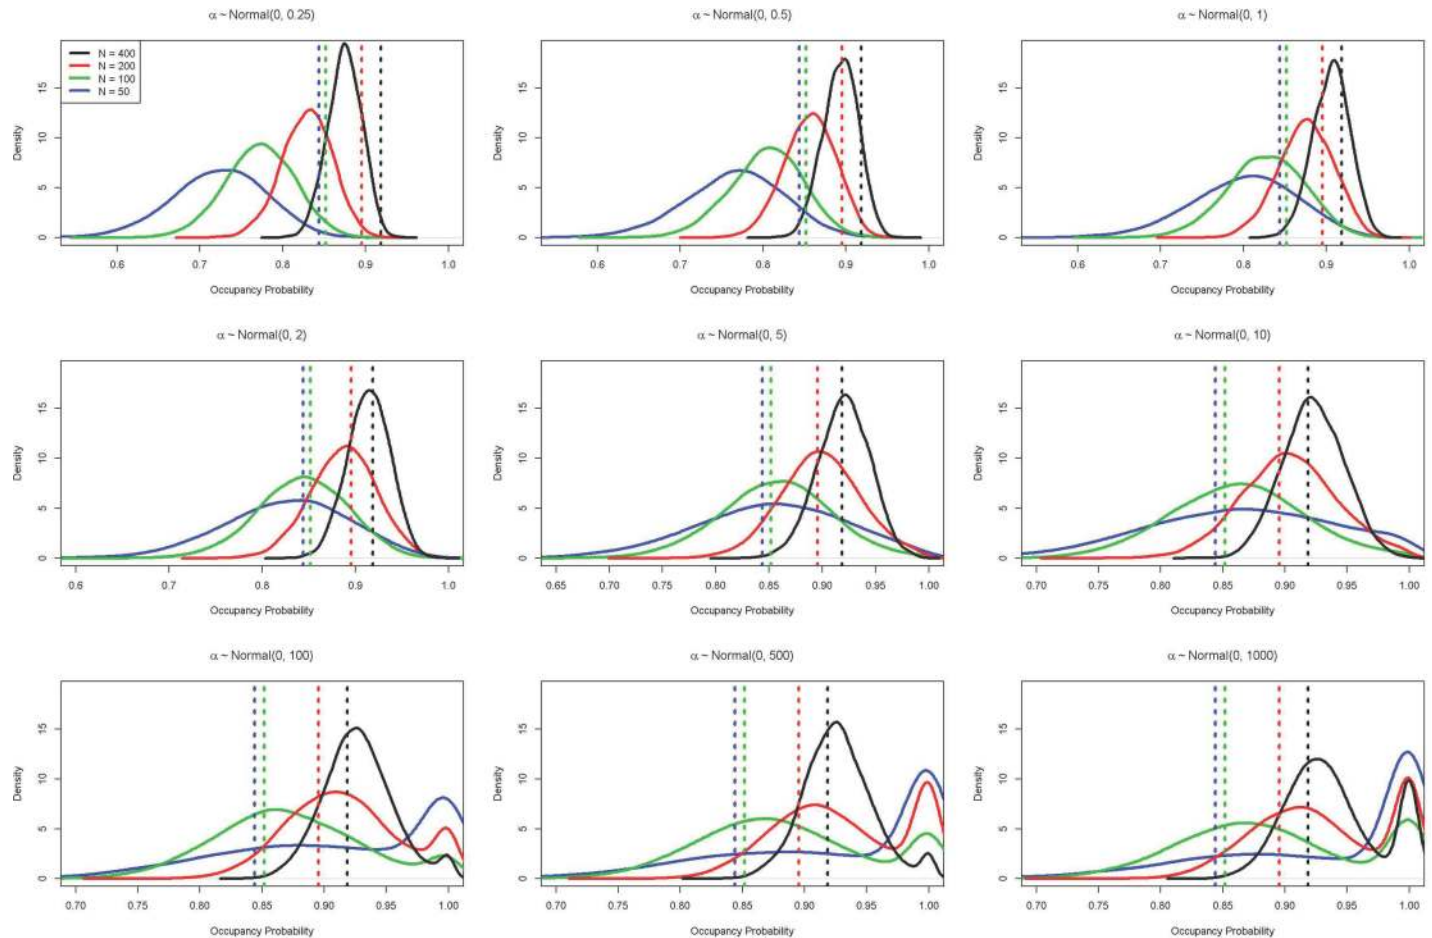 α ~ Normal(0, 0.25)
α ~ Normal(0, 0.5)
α ~ Normal(0, 1)
N = 400
N = 200
N = 100
N = 50
Density
0 5 10 15
0.6 0.7 0.8 0.9 1.0
Occupancy Probability
Density
0 5 10 15
0.6 0.7 0.8 0.9 1.0
Occupancy Probability
Density
0 5 10 15
0.6 0.7 0.8 0.9 1.0
Occupancy Probability
α ~ Normal(0, 2)
α ~ Normal(0, 5)
α ~ Normal(0, 10)
Density
0 5 10 15
0.6 0.7 0.8 0.9 1.0
Occupancy Probability
Density
0 5 10 15
0.65 0.70 0.75 0.80 0.85 0.90 0.95 1.00
Occupancy Probability
Density
0 5 10 15
0.70 0.75 0.80 0.85 0.90 0.95 1.00
Occupancy Probability
α ~ Normal(0, 100)
α ~ Normal(0, 500)
α ~ Normal(0, 1000)
Density
0 5 10 15
0.70 0.75 0.80 0.85 0.90 0.95 1.00
Occupancy Probability
Density
0 5 10 15
0.70 0.75 0.80 0.85 0.90 0.95 1.00
Occupancy Probability
Density
0 5 10 15
0.70 0.75 0.80 0.85 0.90 0.95 1.00
Occupancy Probability